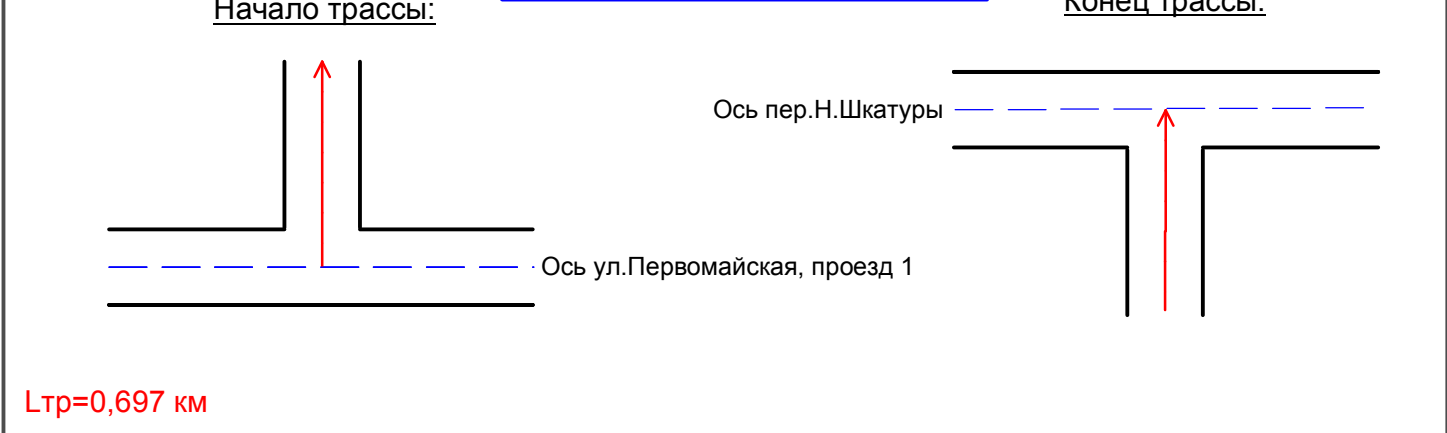 Начало трассы:
Конец трассы:
Ось пер.Н.Шкатуры
Ось ул.Первомайская, проезд 1
Lтр=0,697 км